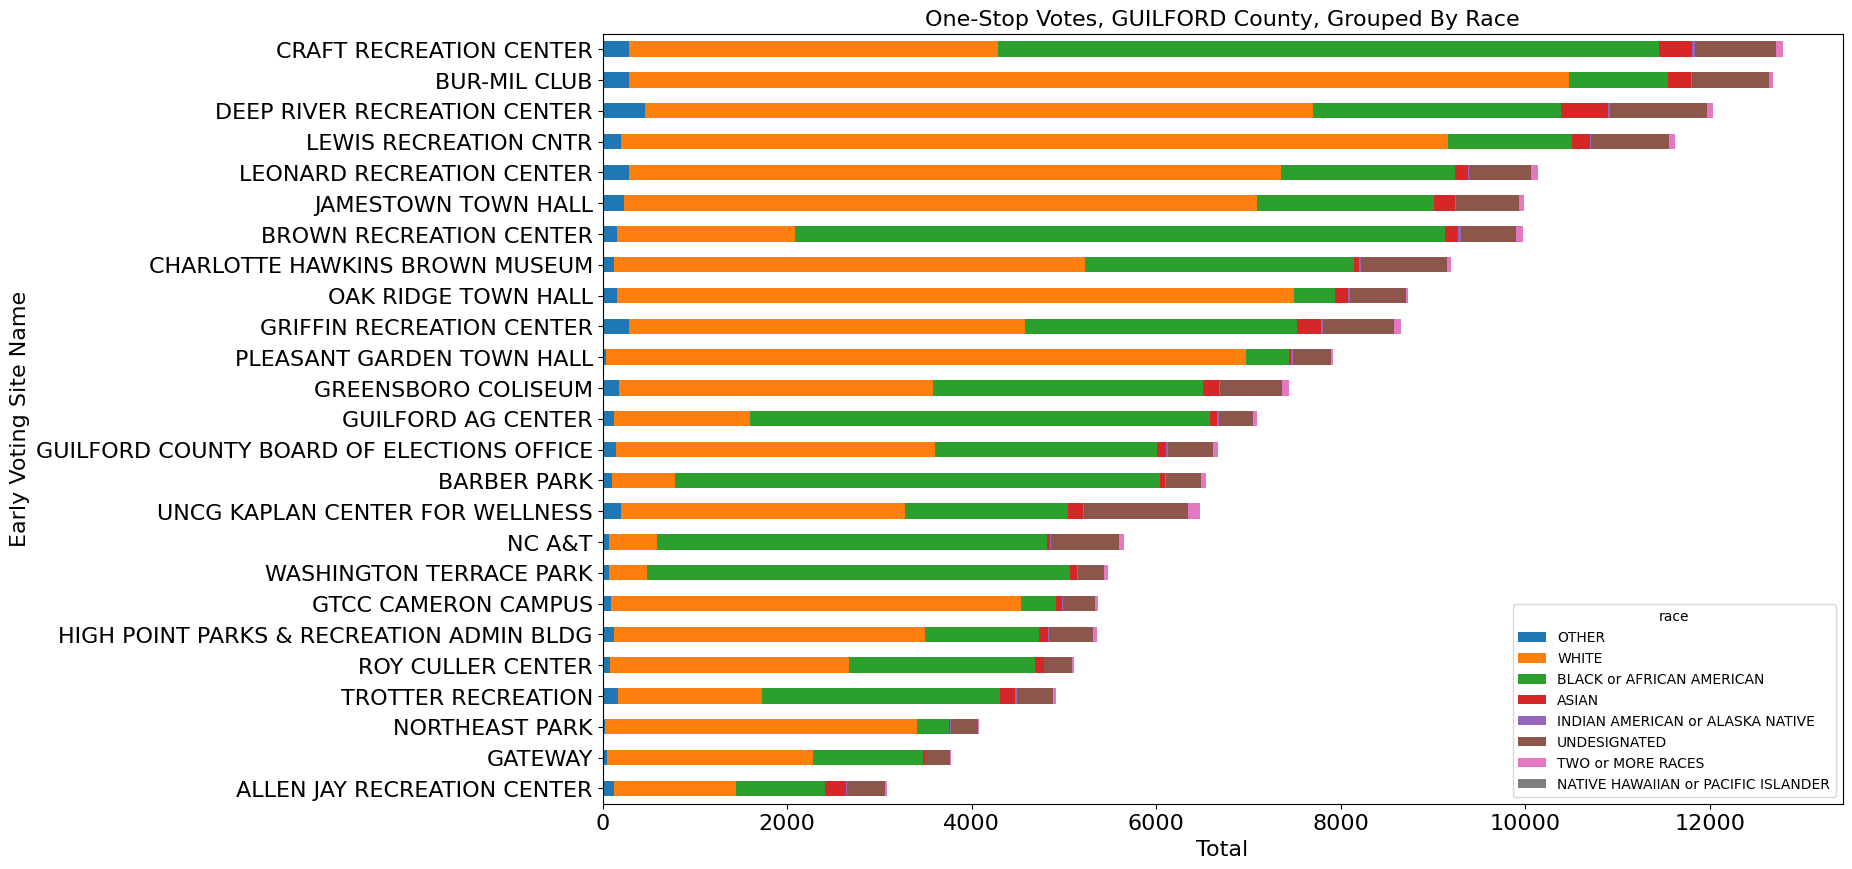 One-Stop Votes, GUILFORD County, Grouped By Race
Early Voting Site Name
CRAFT RECREATION CENTER
BUR-MIL CLUB
DEEP RIVER RECREATION CENTER
LEWIS RECREATION CNTR
LEONARD RECREATION CENTER
JAMESTOWN TOWN HALL
BROWN RECREATION CENTER
CHARLOTTE HAWKINS BROWN MUSEUM
OAK RIDGE TOWN HALL
GRIFFIN RECREATION CENTER
PLEASANT GARDEN TOWN HALL
GREENSBORO COLISEUM
GUILFORD AG CENTER
GUILFORD COUNTY BOARD OF ELECTIONS OFFICE
BARBER PARK
UNCG KAPLAN CENTER FOR WELLNESS
NC A&T
WASHINGTON TERRACE PARK
GTCC CAMERON CAMPUS
HIGH POINT PARKS & RECREATION ADMIN BLDG
ROY CULLER CENTER
TROTTER RECREATION
NORTHEAST PARK
GATEWAY
ALLEN JAY RECREATION CENTER
race
OTHER
WHITE
BLACK or AFRICAN AMERICAN
ASIAN
INDIAN AMERICAN or ALASKA NATIVE
UNDESIGNATED
TWO or MORE RACES
NATIVE HAWAIIAN or PACIFIC ISLANDER
0 2000 4000 6000 8000 10000 12000
Total